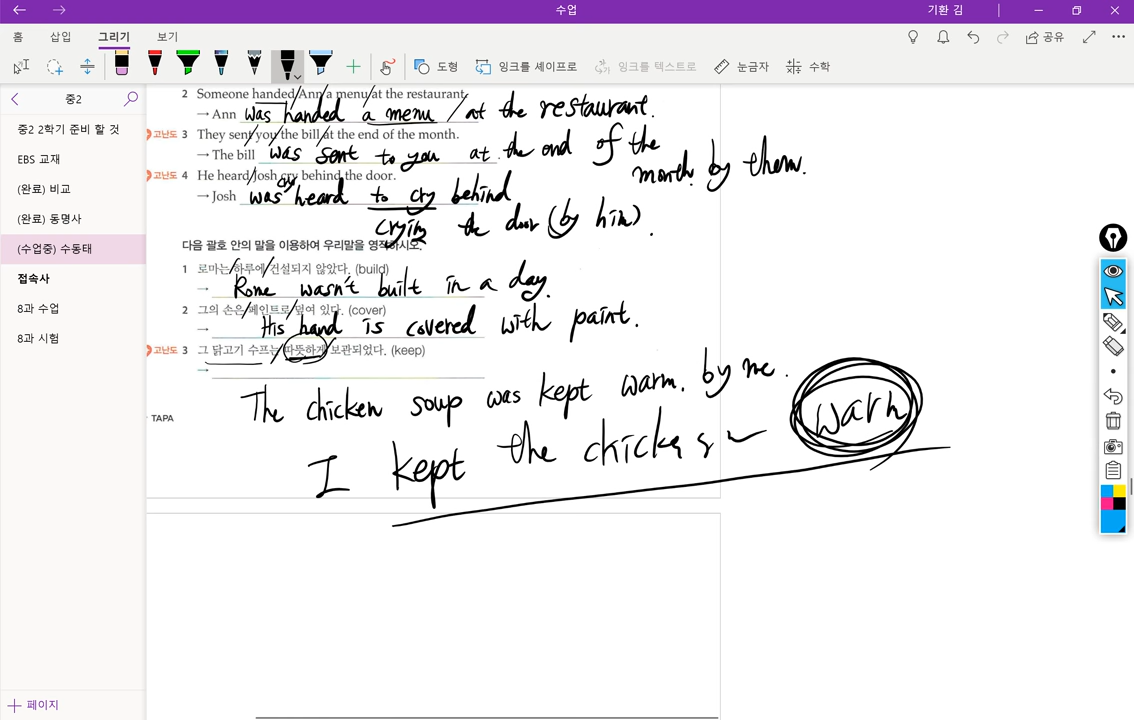 수업
기환 김
홈 삽입 그리기 보기
도형 잉크를 셰이프로 잉크를 텍스트로 눈금자 수학
공유
중2
중2 2학기 준비 할 것
EBS 교재
(완료) 비교
(완료) 동명사
(수업중) 수동태
접속사
8과 수업
8과 시험
페이지
2 Someone handed Ann a menu at the restaurant.
→ Ann was handed a menu / at the restaurant.
고난도 3 They sent you the bill at the end of the month.
→ The bill was sent to you at the end of the month by them.
고난도 4 He heard Josh cry behind the door.
cry
→ Josh was heard to cry behind
crying the door (by him).
다음 괄호 안의 말을 이용하여 우리말을 영작하시오.
1 로마는 하루에 건설되지 않았다. (build)
→ Rome wasn't built in a day.
2 그의 손은 페인트로 덮여 있다. (cover)
→ His hand is covered with paint.
고난도 3 그 닭고기 수프는 따뜻하게 보관되었다. (keep)
→
The chicken soup was kept warm. by me.
TAPA
I kept the chicken s warm